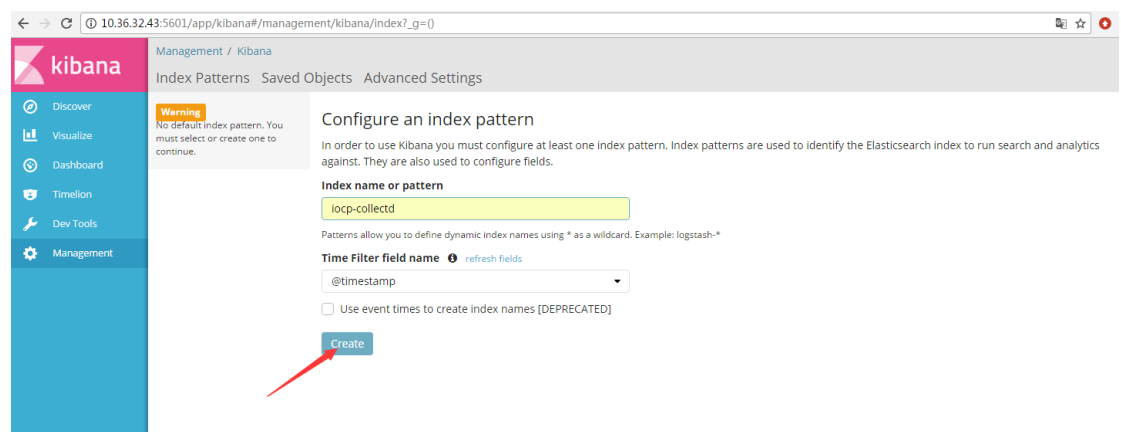 10.36.32.43:5601/app/kibana#/management/kibana/index?_g=()
kibana
Management / Kibana
Index Patterns Saved Objects Advanced Settings
Discover
Visualize
Dashboard
Timelion
Dev Tools
Management
Warning
No default index pattern. You
must select or create one to
continue.
Configure an index pattern
In order to use Kibana you must configure at least one index pattern. Index patterns are used to identify the Elasticsearch index to run search and analytics
against. They are also used to configure fields.
Index name or pattern
iocp-collectd
Patterns allow you to define dynamic index names using * as a wildcard. Example: logstash-*
Time Filter field name refresh fields
@timestamp
Use event times to create index names [DEPRECATED]
Create